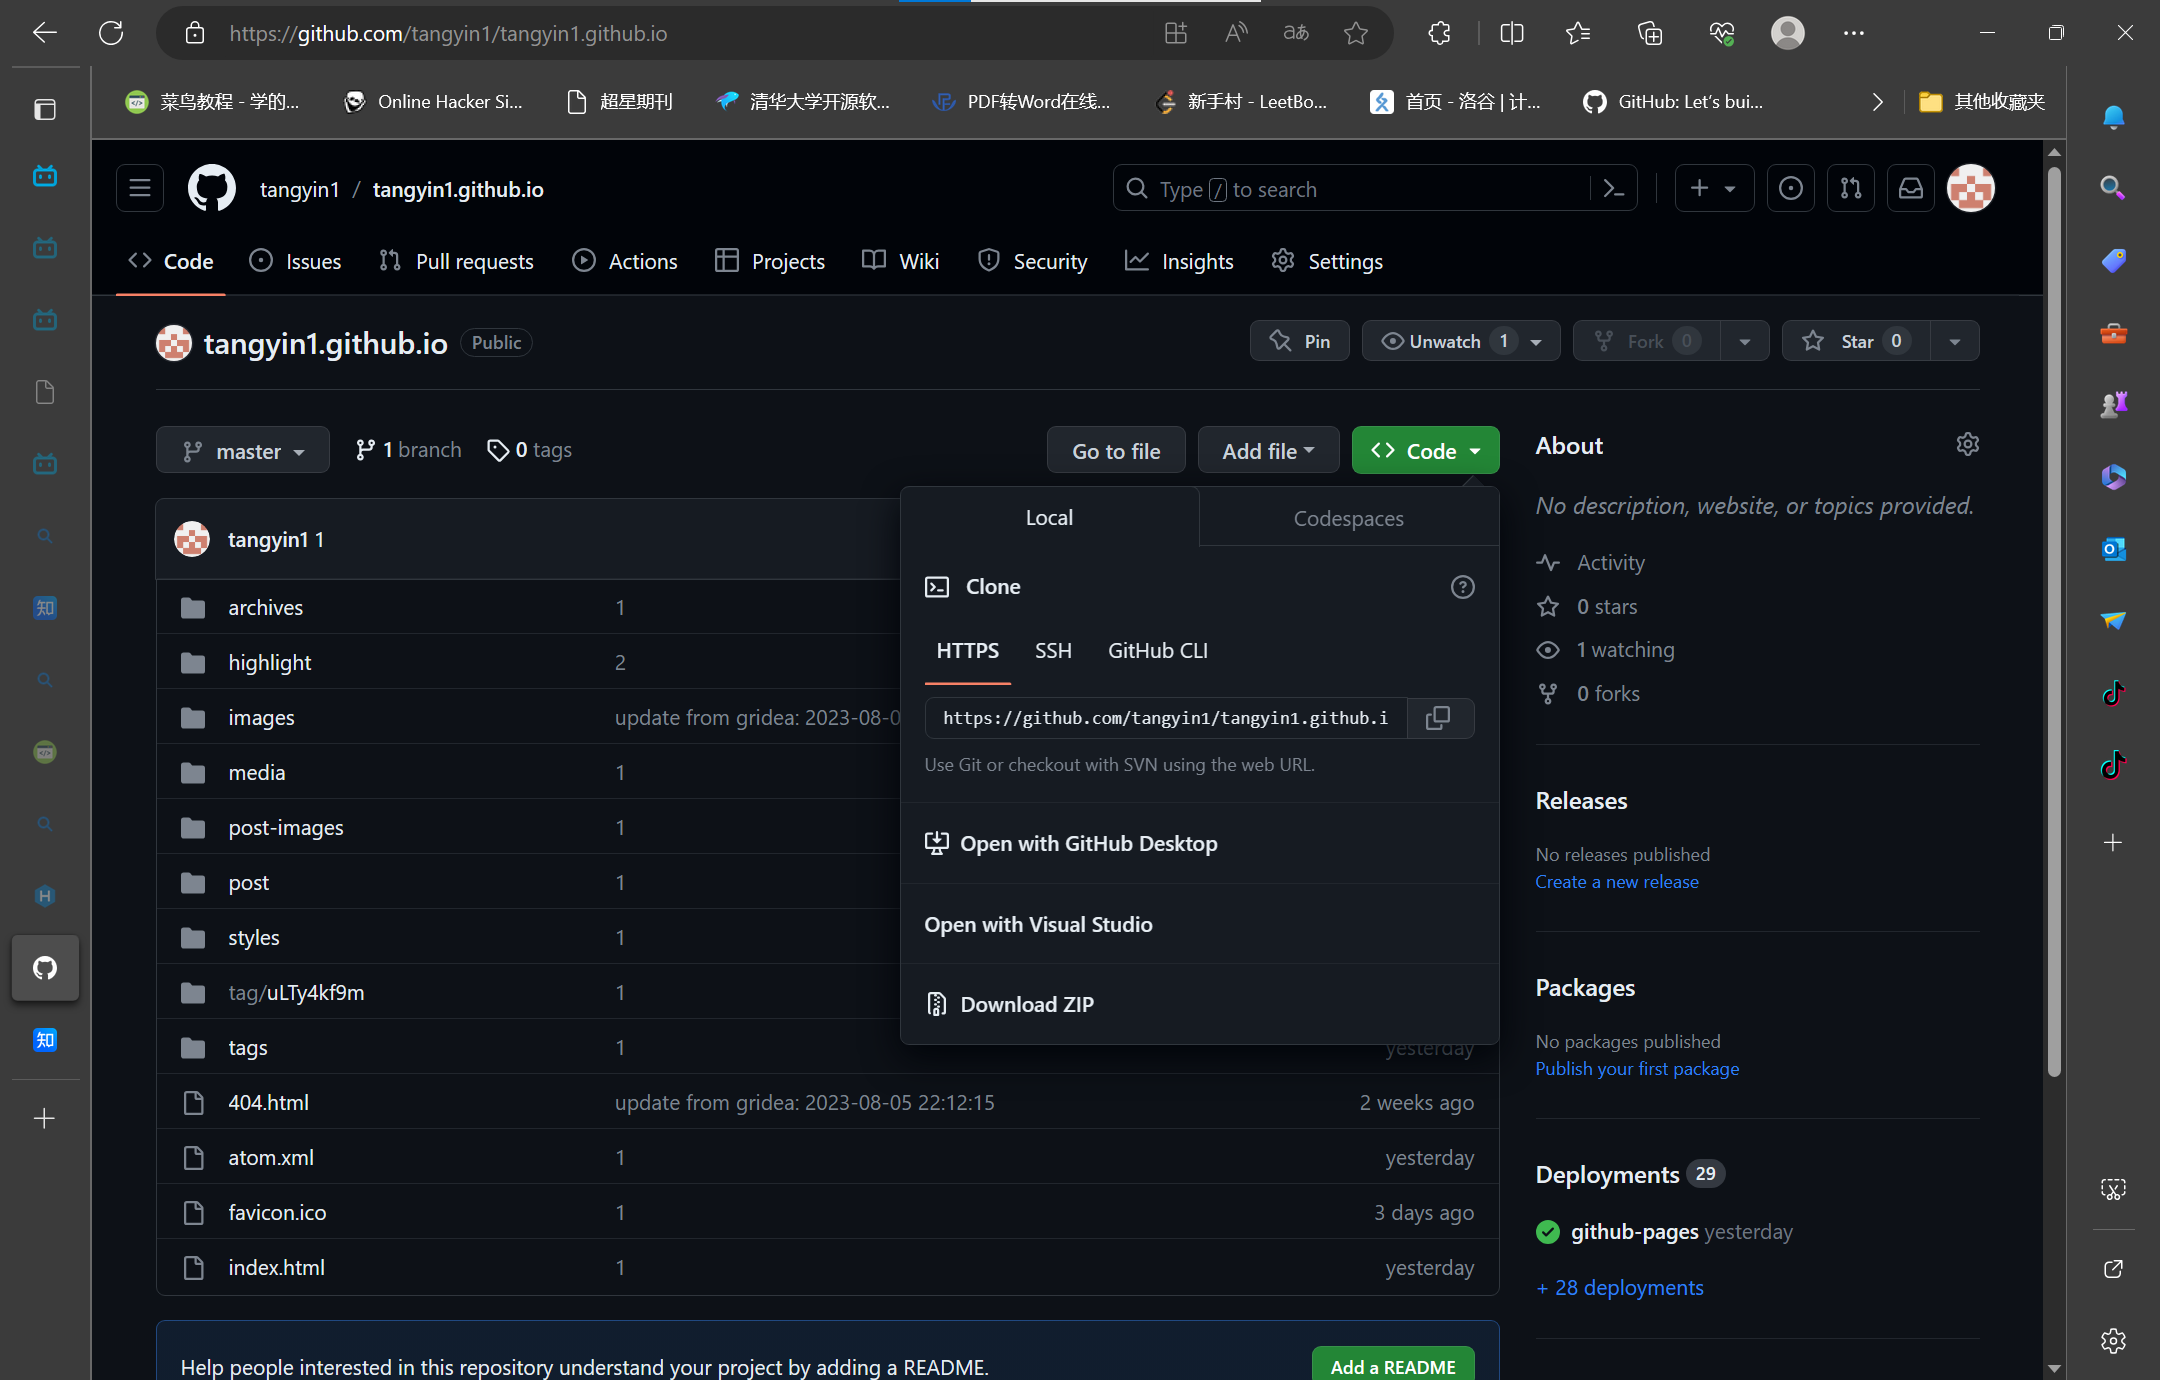 https://github.com/tangyin1/tangyin1.github.io
菜鸟教程 - 学的...
Online Hacker Si...
超星期刊
清华大学开源软...
PDF转Word在线...
新手村 - LeetBo...
首页 - 洛谷 | 计...
GitHub: Let's bui...
其他收藏夹
tangyin1 / tangyin1.github.io
Type / to search
Code
Issues
Pull requests
Actions
Projects
Wiki
Security
Insights
Settings
tangyin1.github.io Public
Pin
Unwatch 1
Fork 0
Star 0
master
1 branch
0 tags
Go to file
Add file
Code
tangyin1 1
archives 1
highlight 2
images update from gridea: 2023-08-0
media 1
post-images 1
post 1
styles 1
tag/uLTy4kf9m 1
tags 1 yesterday
404.html update from gridea: 2023-08-05 22:12:15 2 weeks ago
atom.xml 1 yesterday
favicon.ico 1 3 days ago
index.html 1 yesterday
Help people interested in this repository understand your project by adding a README.
Add a README
Local
Codespaces
Clone
HTTPS
SSH
GitHub CLI
https://github.com/tangyin1/tangyin1.github.i
Use Git or checkout with SVN using the web URL.
Open with GitHub Desktop
Open with Visual Studio
Download ZIP
About
No description, website, or topics provided.
Activity
0 stars
1 watching
0 forks
Releases
No releases published
Create a new release
Packages
No packages published
Publish your first package
Deployments 29
github-pages yesterday
+ 28 deployments
知
H
知